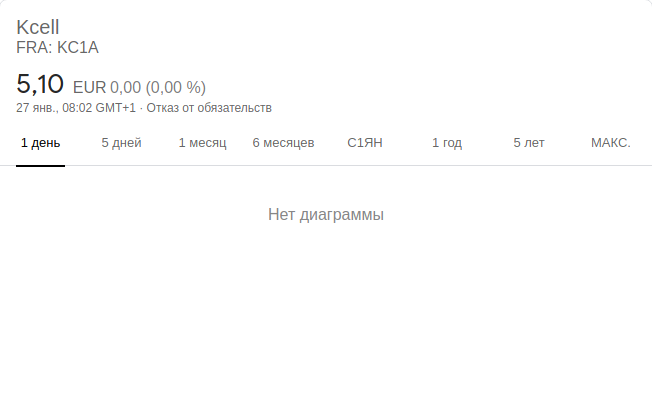 Kcell
FRA: KC1A
5,10 EUR 0,00 (0,00 %)
27 янв., 08:02 GMT+1 · Отказ от обязательств
1 день 5 дней 1 месяц 6 месяцев С1ЯН 1 год 5 лет МАКС.
Нет диаграммы